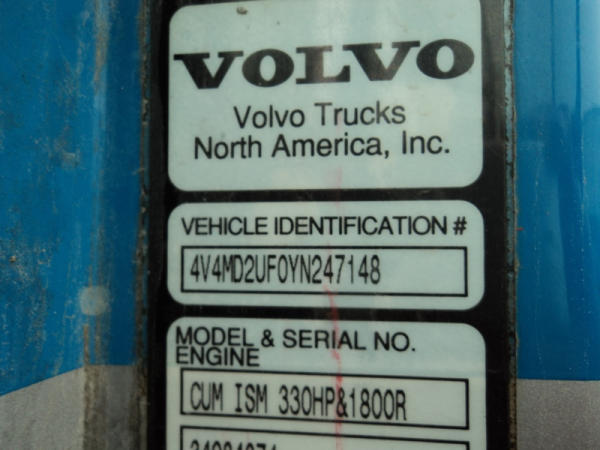 VOLVO
Volvo Trucks
North America, Inc.
VEHICLE IDENTIFICATION #
4V4MD2UF0YN247148
MODEL & SERIAL NO.
ENGINE
CUM ISM 330HP&1800R